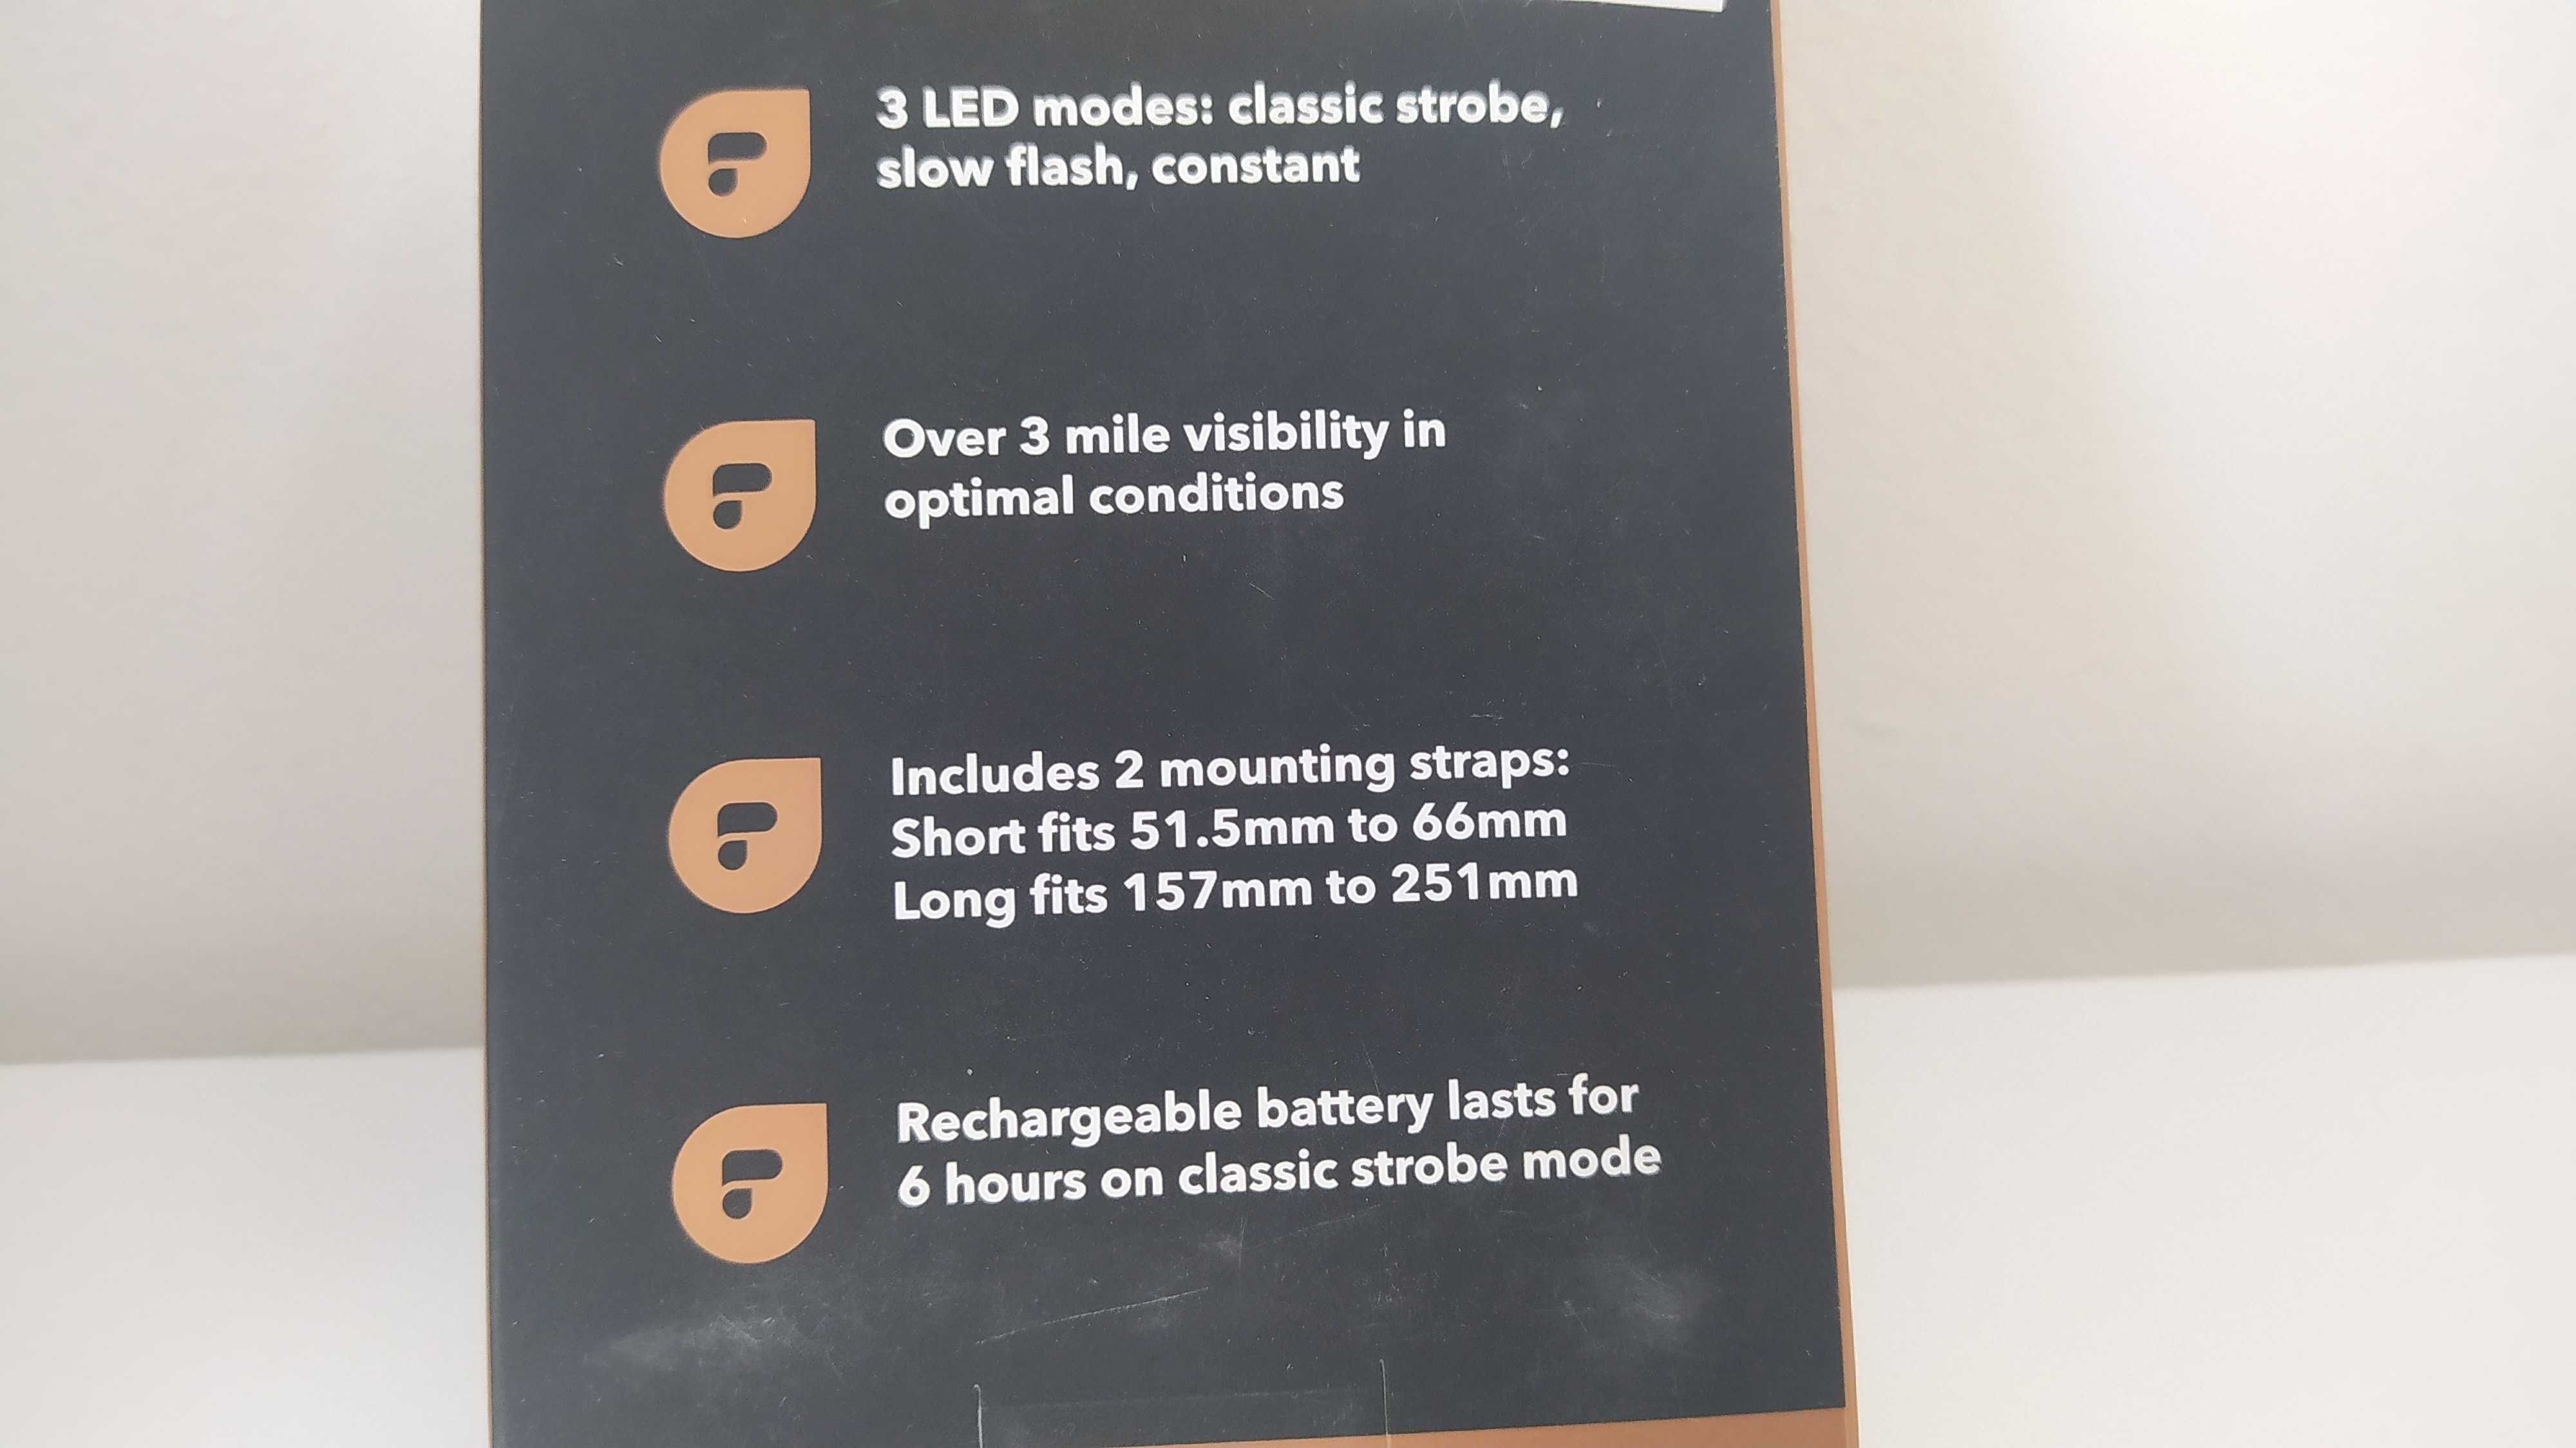 3 LED modes: classic strobe,
slow flash, constant
Over 3 mile visibility in
optimal conditions
Includes 2 mounting straps:
Short fits 51.5mm to 66mm
Long fits 157mm to 251mm
Rechargeable battery lasts for
6 hours on classic strobe mode